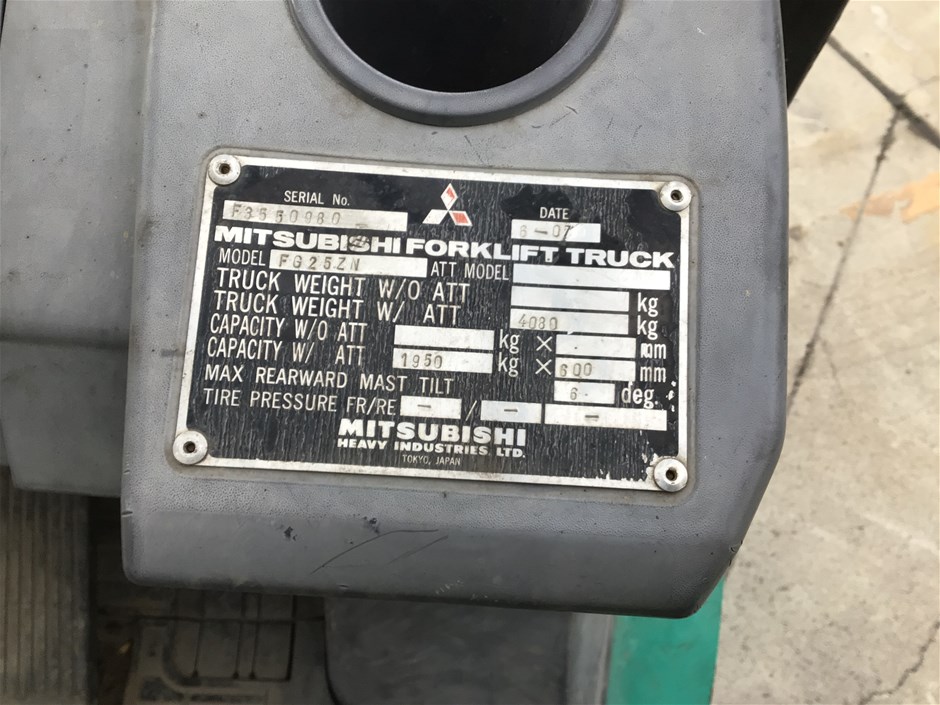 SERIAL No.
DATE
F3550980
6-07
MITSUBISHI FORKLIFT TRUCK
MODEL FG25ZN ATT MODEL
TRUCK WEIGHT W/O ATT kg
TRUCK WEIGHT W/ ATT 4080 kg
CAPACITY W/O ATT kg × mm
CAPACITY W/ ATT 1950 kg × 600 mm
MAX REARWARD MAST TILT 6 deg.
TIRE PRESSURE FR/RE - / - -
MITSUBISHI
HEAVY INDUSTRIES, LTD.
TOKYO, JAPAN